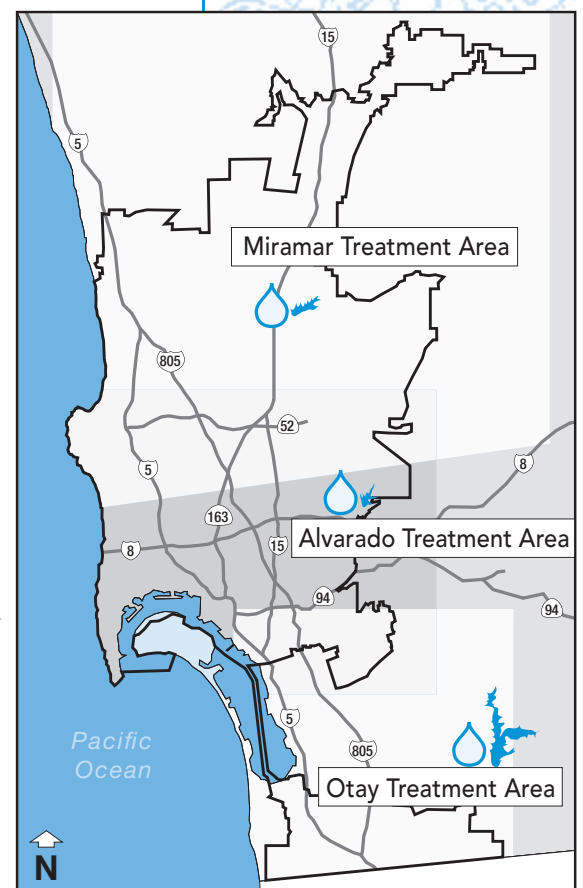 15
5
Miramar Treatment Area
805
52
5
8
163
15
8
Alvarado Treatment Area
94
94
5
Pacific
Ocean
805
Otay Treatment Area
N